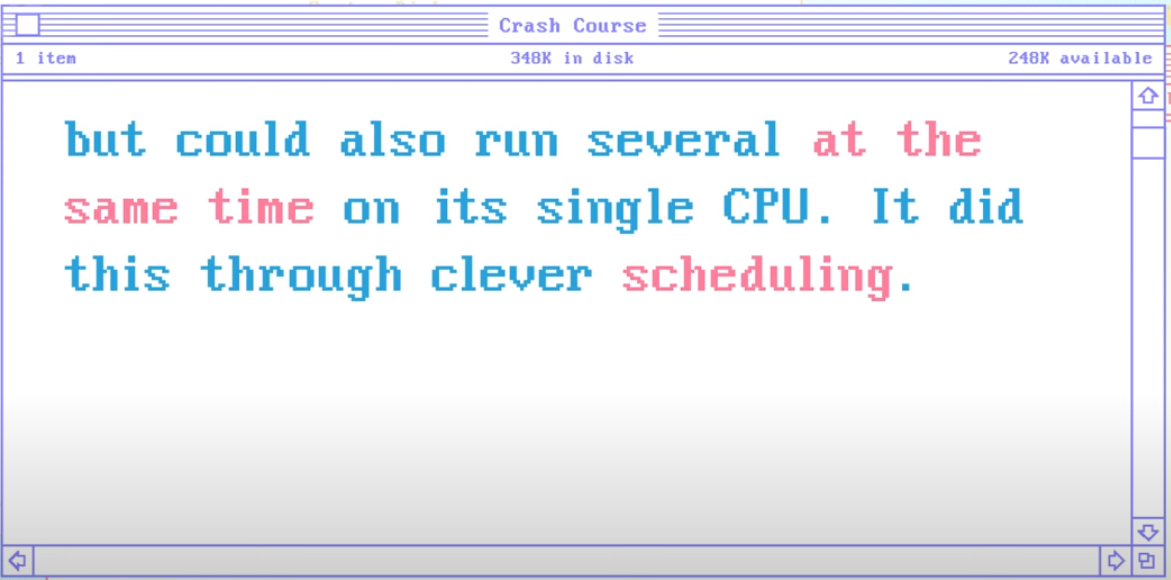 Crash Course
1 item 348K in disk 248K available
but could also run several at the
same time on its single CPU. It did
this through clever scheduling.